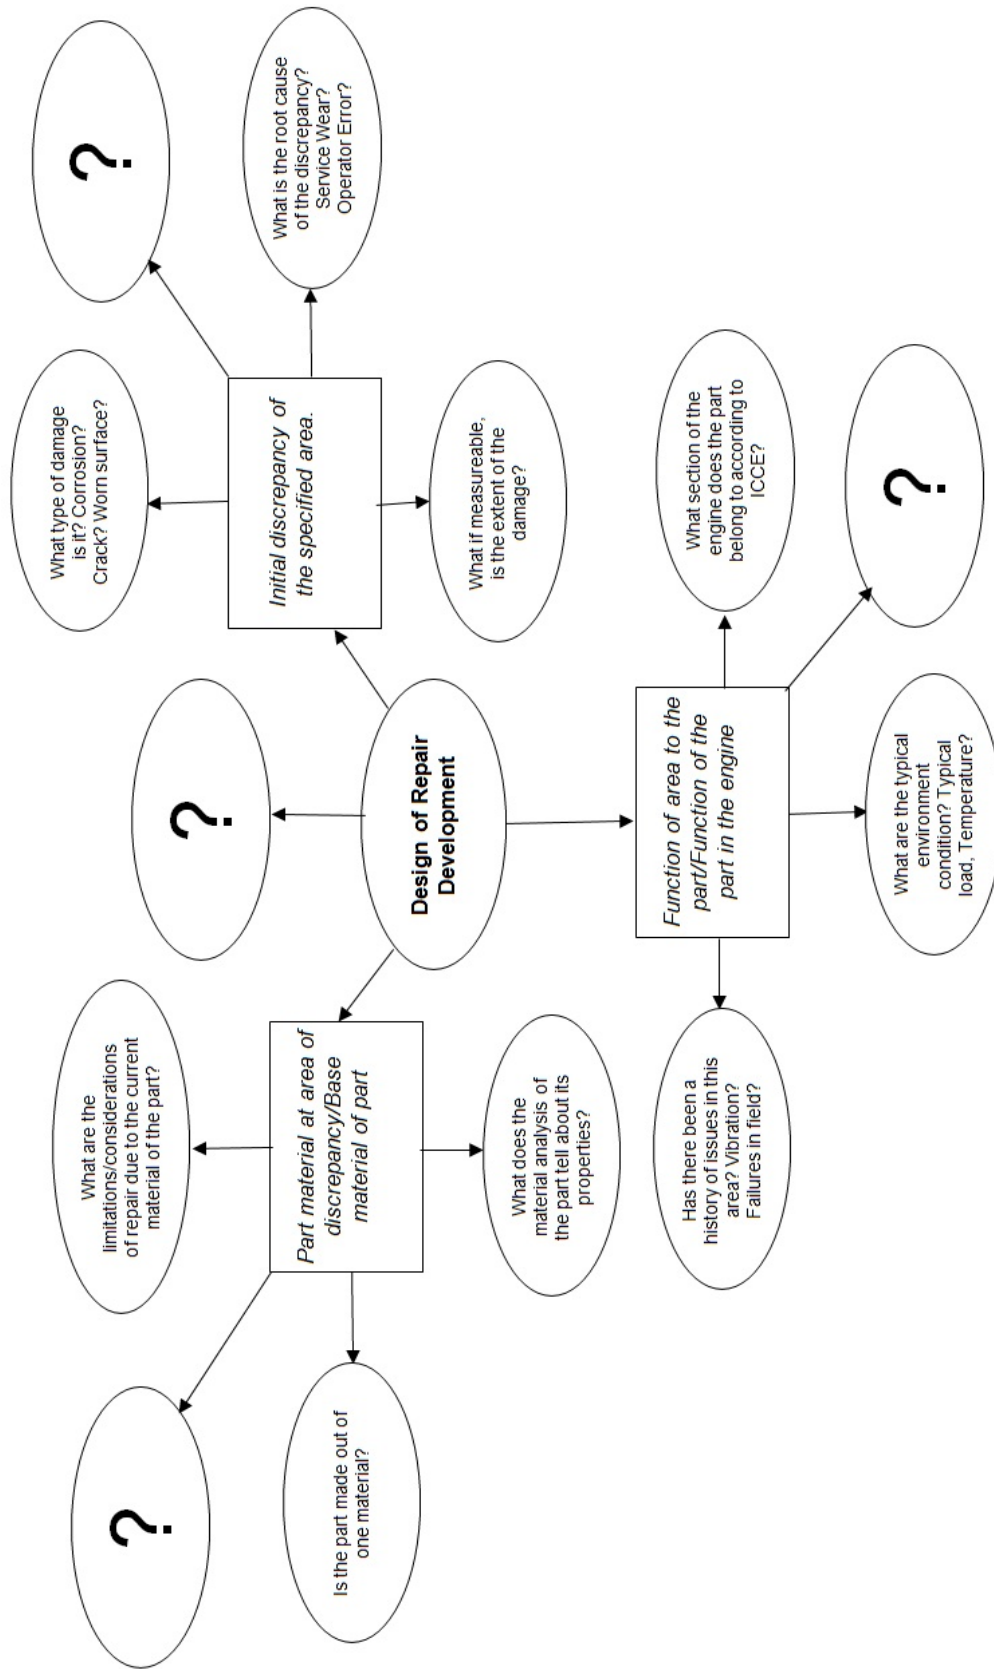 ?
What are the
limitations/considerations
of repair due to the current
material of the part?
?
What type of damage
is it? Corrosion?
Crack? Worn surface?
?
Is the part made out of
one material?
Part material at area of
discrepancy/Base
material of part
Design of Repair
Development
Initial discrepancy of
the specified area.
What is the root cause
of the discrepancy?
Service Wear?
Operator Error?
What does the
material analysis of
the part tell about its
properties?
What if measureable,
is the extent of the
damage?
Has there been a
history of issues in this
area? Vibration?
Failures in field?
Function of area to the
part/Function of the
part in the engine
What section of the
engine does the part
belong to according to
ICCE?
What are the typical
environment
condition? Typical
load, Temperature?
?